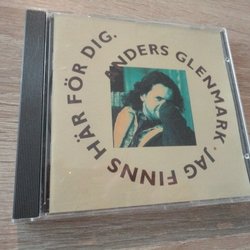 ANDERS GLENMARK. JAG FINNS HÄR FÖR DIG.